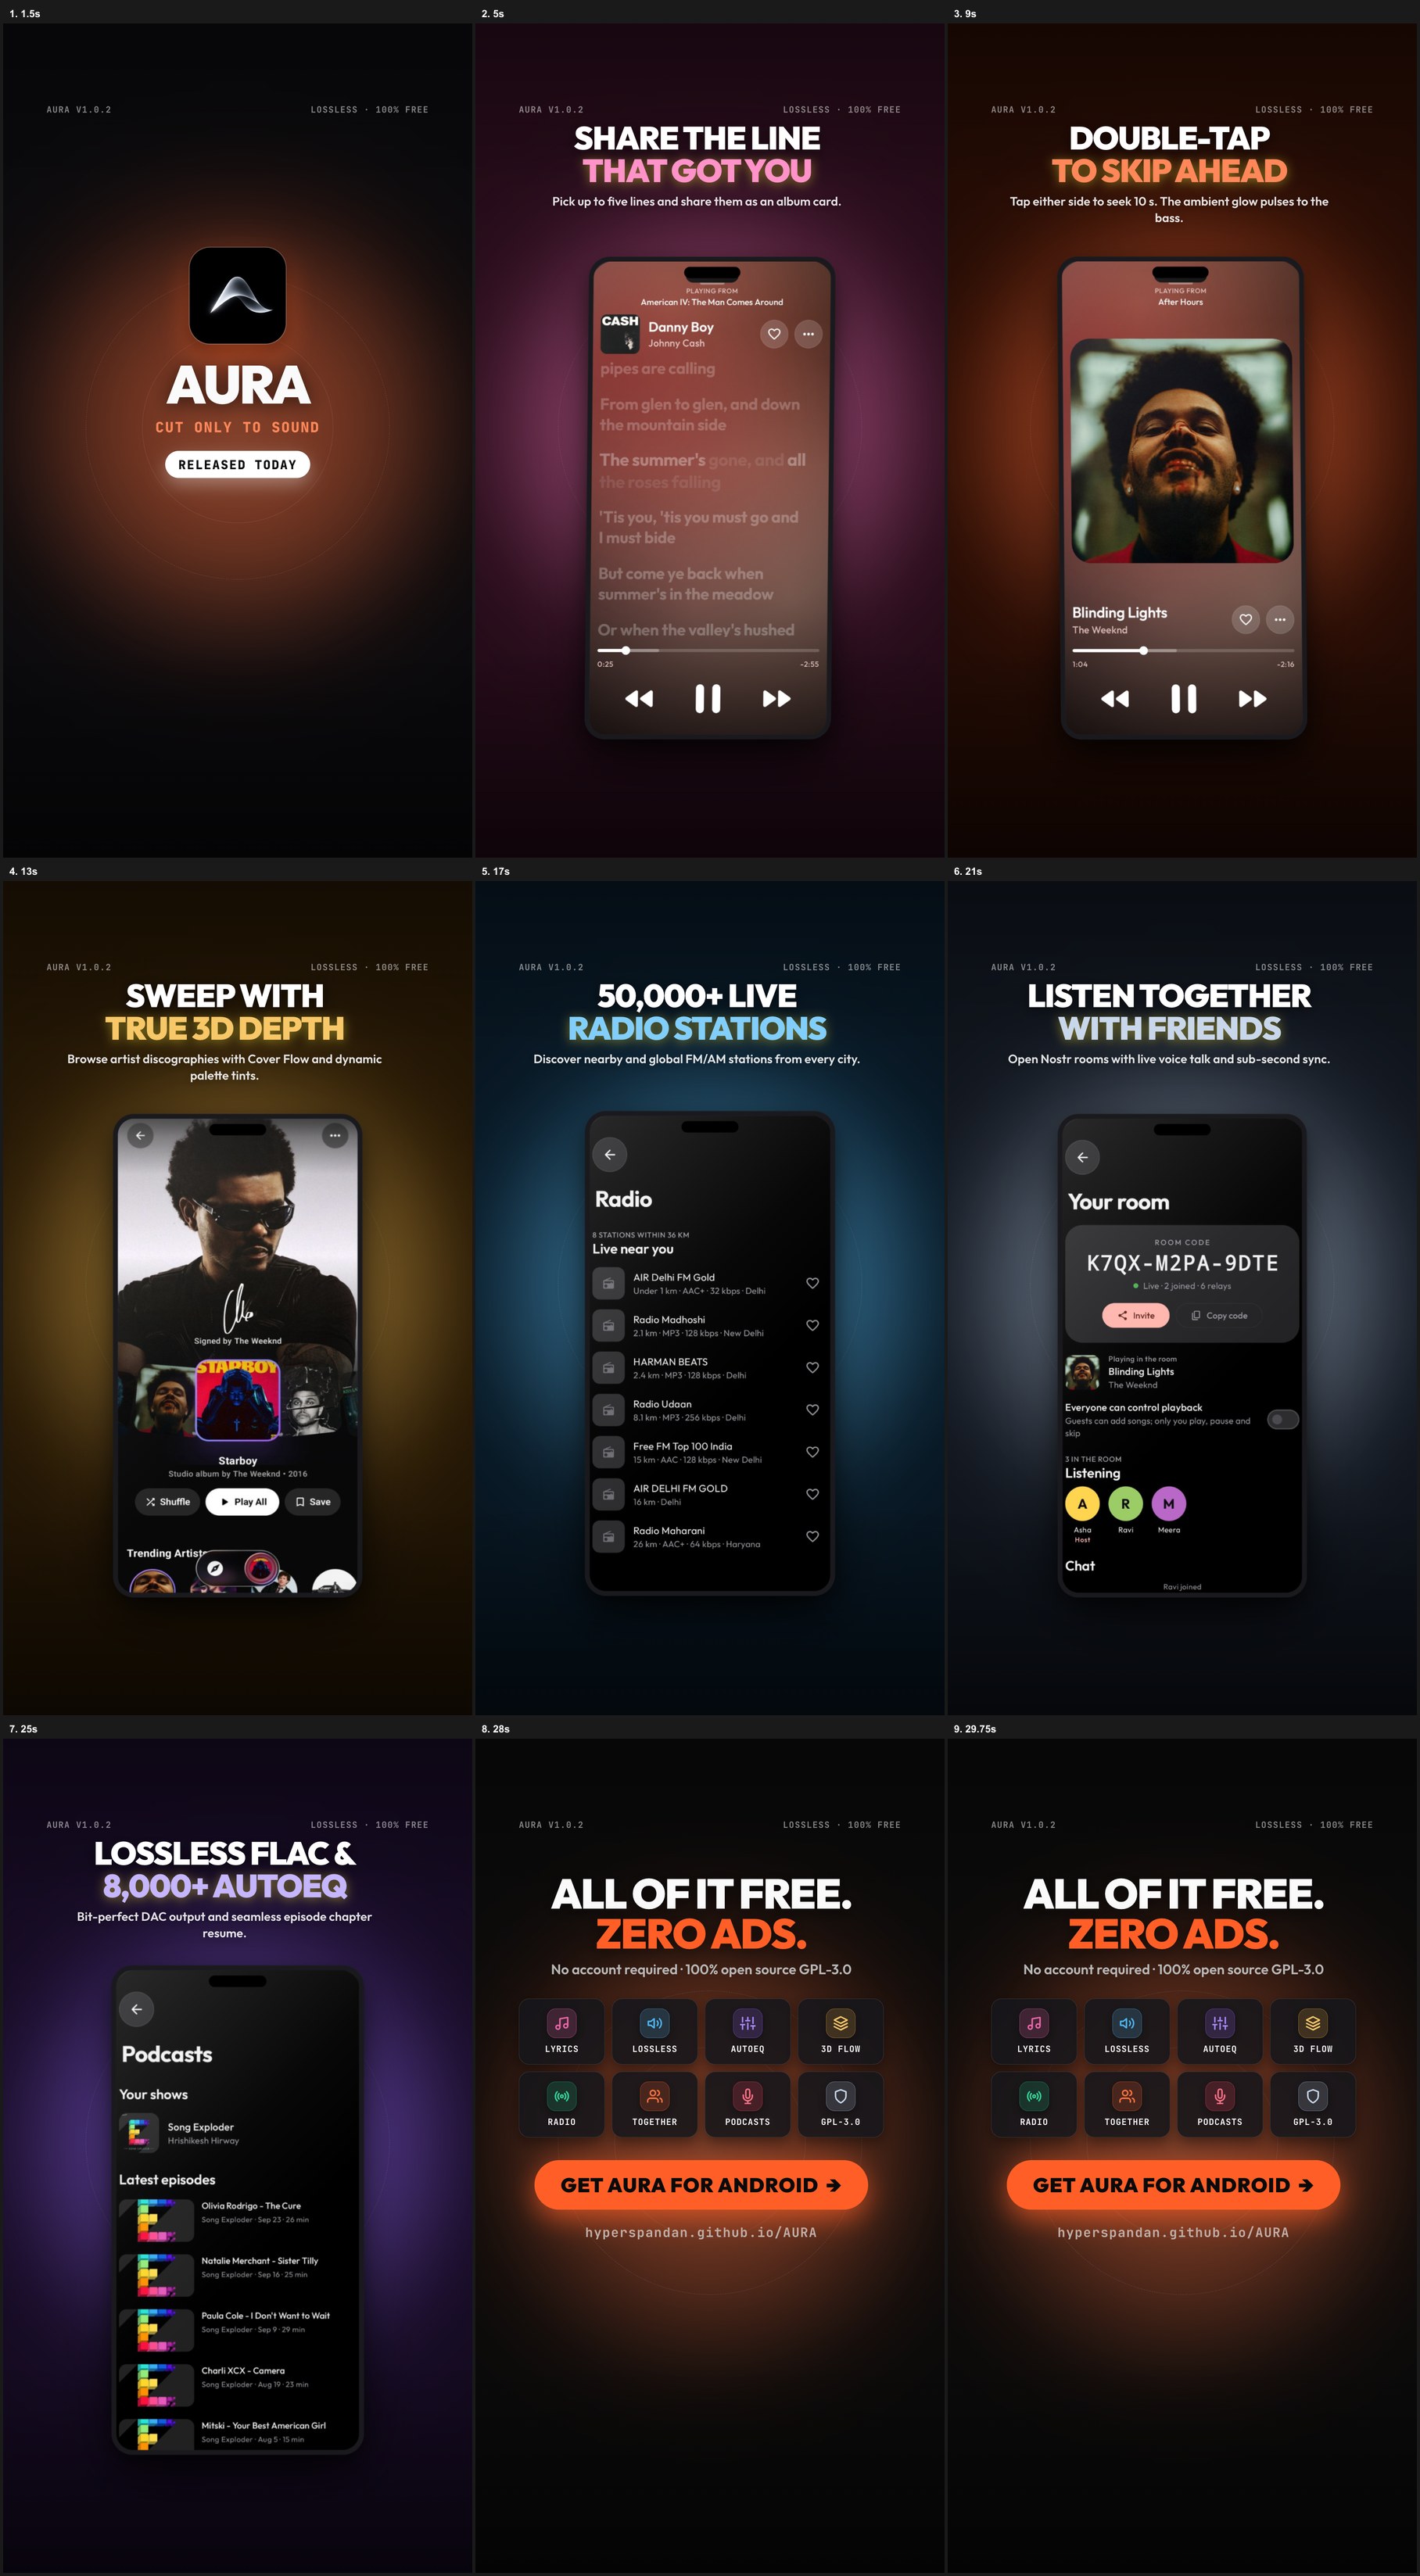 1. 1.5s
AURA V1.0.2
LOSSLESS · 100% FREE
AURA
CUT ONLY TO SOUND
RELEASED TODAY
2. 5s
AURA V1.0.2
LOSSLESS · 100% FREE
SHARE THE LINE
THAT GOT YOU
Pick up to five lines and share them as an album card.
PLAYING FROM
American IV: The Man Comes Around
CASH
Danny Boy
Johnny Cash
pipes are calling
From glen to glen, and down
the mountain side
The summer's gone, and all
the roses falling
'Tis you, 'tis you must go and
I must bide
But come ye back when
summer's in the meadow
Or when the valley's hushed
0:25
-2:55
3. 9s
AURA V1.0.2
LOSSLESS · 100% FREE
DOUBLE-TAP
TO SKIP AHEAD
Tap either side to seek 10 s. The ambient glow pulses to the
bass.
PLAYING FROM
After Hours
Blinding Lights
The Weeknd
1:04
-2:16
4. 13s
AURA V1.0.2
LOSSLESS · 100% FREE
SWEEP WITH
TRUE 3D DEPTH
Browse artist discographies with Cover Flow and dynamic
palette tints.
Signed by The Weeknd
STARBOY
Starboy
Studio album by The Weeknd • 2016
Shuffle
Play All
Save
Trending Artists
5. 17s
AURA V1.0.2
LOSSLESS · 100% FREE
50,000+ LIVE
RADIO STATIONS
Discover nearby and global FM/AM stations from every city.
Radio
8 STATIONS WITHIN 36 KM
Live near you
AIR Delhi FM Gold
Under 1 km · AAC+ · 32 kbps · Delhi
Radio Madhoshi
2.1 km · MP3 · 128 kbps · New Delhi
HARMAN BEATS
2.4 km · MP3 · 128 kbps · Delhi
Radio Udaan
8.1 km · MP3 · 256 kbps · Delhi
Free FM Top 100 India
15 km · AAC · 128 kbps · New Delhi
AIR DELHI FM GOLD
16 km · Delhi
Radio Maharani
26 km · AAC+ · 64 kbps · Haryana
6. 21s
AURA V1.0.2
LOSSLESS · 100% FREE
LISTEN TOGETHER
WITH FRIENDS
Open Nostr rooms with live voice talk and sub-second sync.
Your room
ROOM CODE
K7QX-M2PA-9DTE
Live · 2 joined · 6 relays
Invite
Copy code
Playing in the room
Blinding Lights
The Weeknd
Everyone can control playback
Guests can add songs; only you play, pause and
skip
3 IN THE ROOM
Listening
A
R
M
Asha
Ravi
Meera
Host
Chat
Ravi joined
7. 25s
AURA V1.0.2
LOSSLESS · 100% FREE
LOSSLESS FLAC &
8,000+ AUTOEQ
Bit-perfect DAC output and seamless episode chapter
resume.
Podcasts
Your shows
Song Exploder
Hrishikesh Hirway
Latest episodes
Olivia Rodrigo - The Cure
Song Exploder · Sep 23 · 26 min
Natalie Merchant - Sister Tilly
Song Exploder · Sep 16 · 25 min
Paula Cole - I Don't Want to Wait
Song Exploder · Sep 9 · 29 min
Charli XCX - Camera
Song Exploder · Aug 19 · 23 min
Mitski - Your Best American Girl
Song Exploder · Aug 5 · 15 min
8. 28s
AURA V1.0.2
LOSSLESS · 100% FREE
ALL OF IT FREE.
ZERO ADS.
No account required · 100% open source GPL-3.0
LYRICS
LOSSLESS
AUTOEQ
3D FLOW
RADIO
TOGETHER
PODCASTS
GPL-3.0
GET AURA FOR ANDROID →
hyperspandan.github.io/AURA
9. 29.75s
AURA V1.0.2
LOSSLESS · 100% FREE
ALL OF IT FREE.
ZERO ADS.
No account required · 100% open source GPL-3.0
LYRICS
LOSSLESS
AUTOEQ
3D FLOW
RADIO
TOGETHER
PODCASTS
GPL-3.0
GET AURA FOR ANDROID →
hyperspandan.github.io/AURA